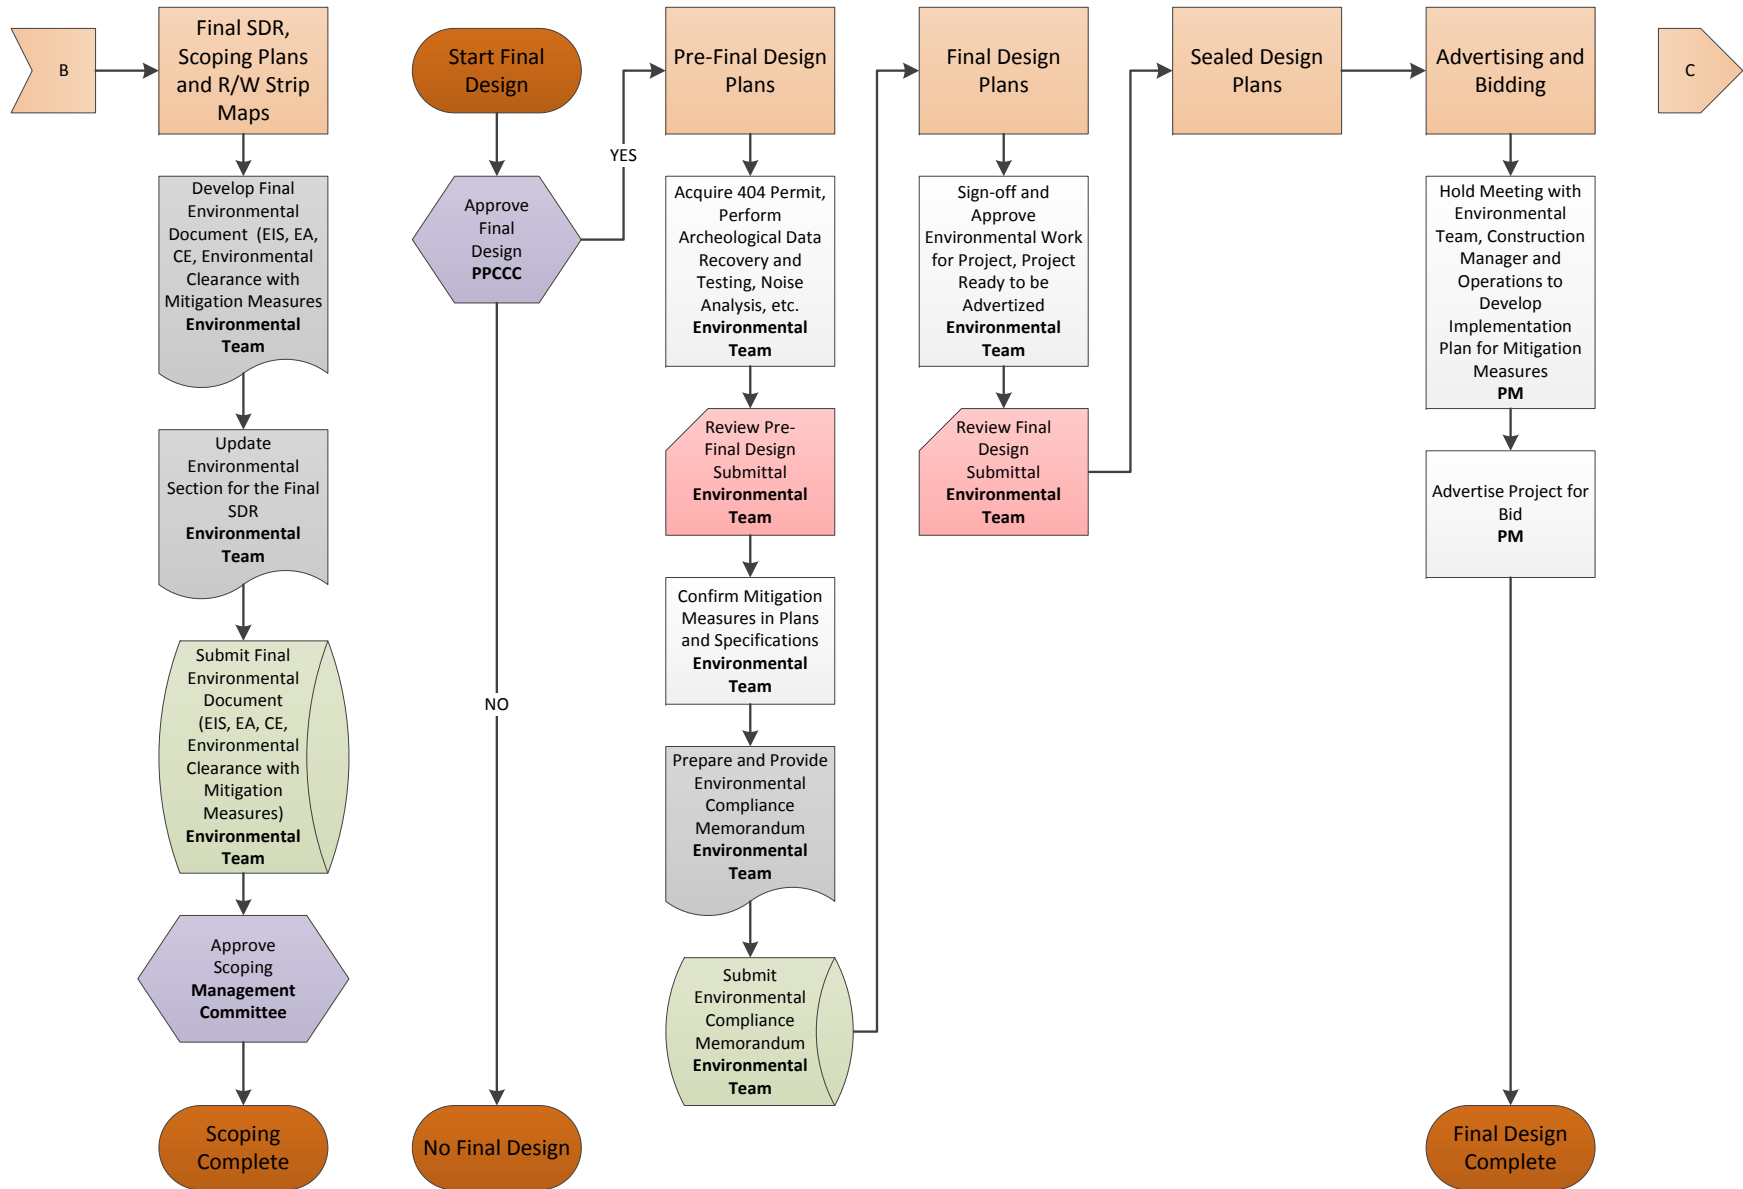 B
Final SDR,
Scoping Plans
and R/W Strip
Maps
Develop Final
Environmental
Document  (EIS, EA,
CE, Environmental
Clearance with
Mitigation Measures
Environmental
Team
Update
Environmental
Section for the Final
SDR
Environmental
Team
Submit Final
Environmental
Document
(EIS, EA, CE,
Environmental
Clearance with
Mitigation
Measures)
Environmental
Team
Approve
Scoping
Management
Committee
Scoping
Complete
Start Final
Design
Approve
Final
Design
PPCCC
YES
NO
No Final Design
Pre-Final Design
Plans
Acquire 404 Permit,
Perform
Archeological Data
Recovery and
Testing, Noise
Analysis, etc.
Environmental
Team
Review Pre-
Final Design
Submittal
Environmental
Team
Confirm Mitigation
Measures in Plans
and Specifications
Environmental
Team
Prepare and Provide
Environmental
Compliance
Memorandum
Environmental
Team
Submit
Environmental
Compliance
Memorandum
Environmental
Team
Final Design
Plans
Sign-off and
Approve
Environmental Work
for Project, Project
Ready to be
Advertized
Environmental
Team
Review Final
Design
Submittal
Environmental
Team
Sealed Design
Plans
Advertising and
Bidding
Hold Meeting with
Environmental
Team, Construction
Manager and
Operations to
Develop
Implementation
Plan for Mitigation
Measures
PM
Advertise Project for
Bid
PM
Final Design
Complete
C